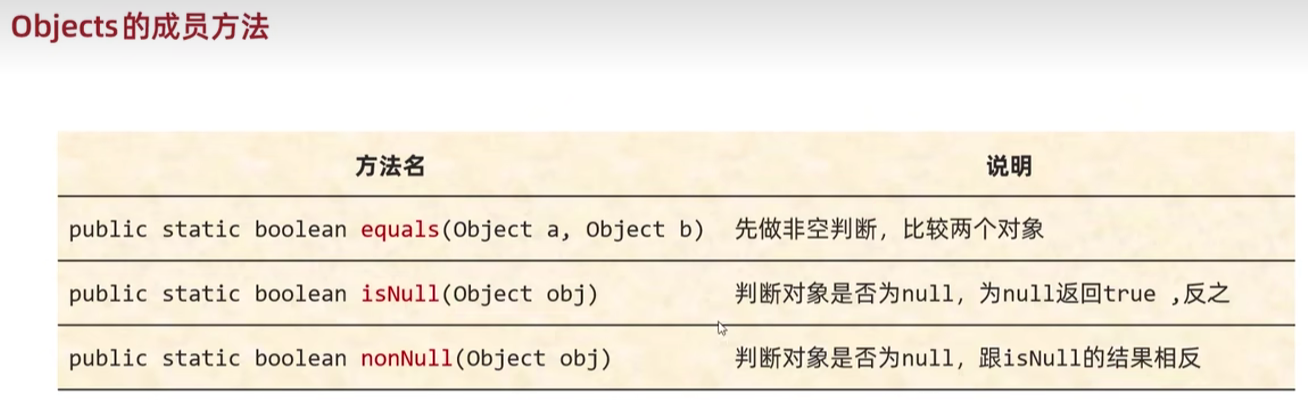 Objects的成员方法
方法名 说明
public static boolean equals(Object a, Object b) 先做非空判断，比较两个对象
public static boolean isNull(Object obj) 判断对象是否为null，为null返回true ,反之
public static boolean nonNull(Object obj) 判断对象是否为null，跟isNull的结果相反